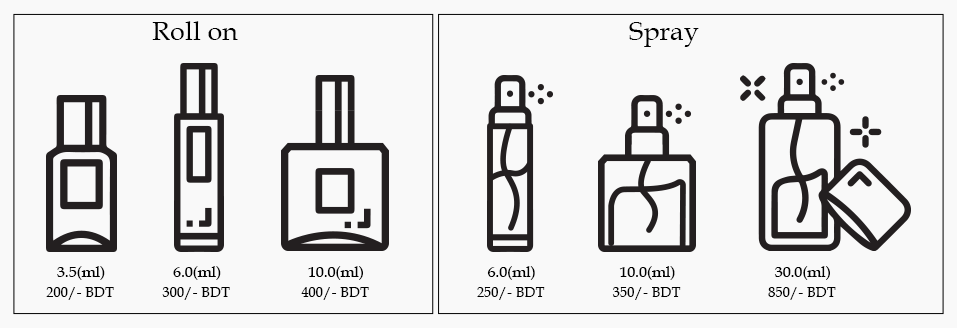 Roll on
3.5(ml)
200/- BDT
6.0(ml)
300/- BDT
10.0(ml)
400/- BDT
Spray
6.0(ml)
250/- BDT
10.0(ml)
350/- BDT
30.0(ml)
850/- BDT